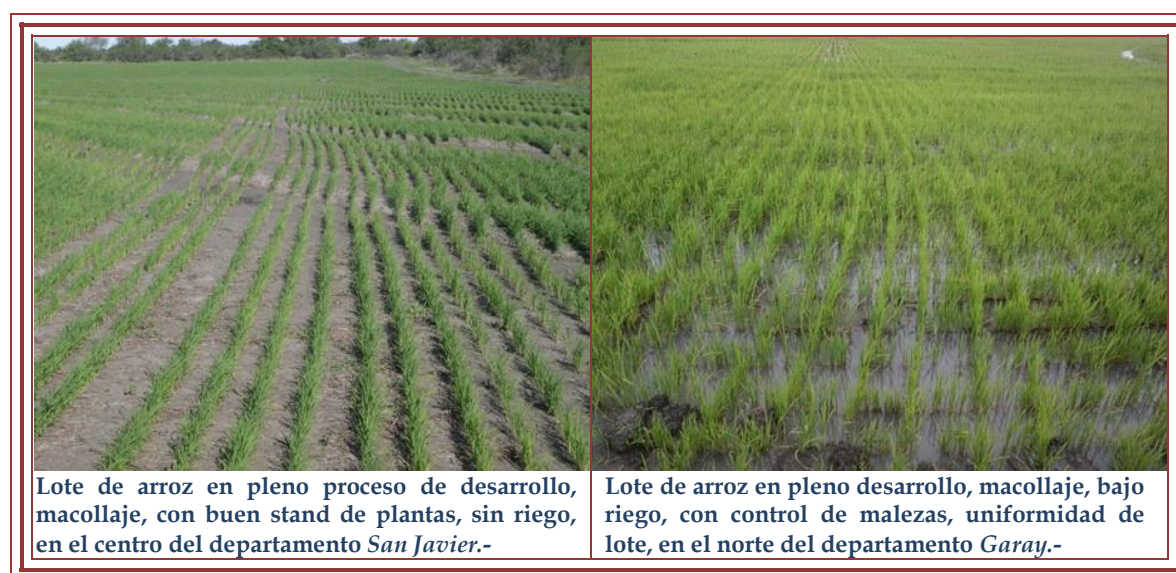 Lote de arroz en pleno proceso de desarrollo,
macollaje, con buen stand de plantas, sin riego,
en el centro del departamento San Javier.-
Lote de arroz en pleno desarrollo, macollaje, bajo
riego, con control de malezas, uniformidad de
lote, en el norte del departamento Garay.-